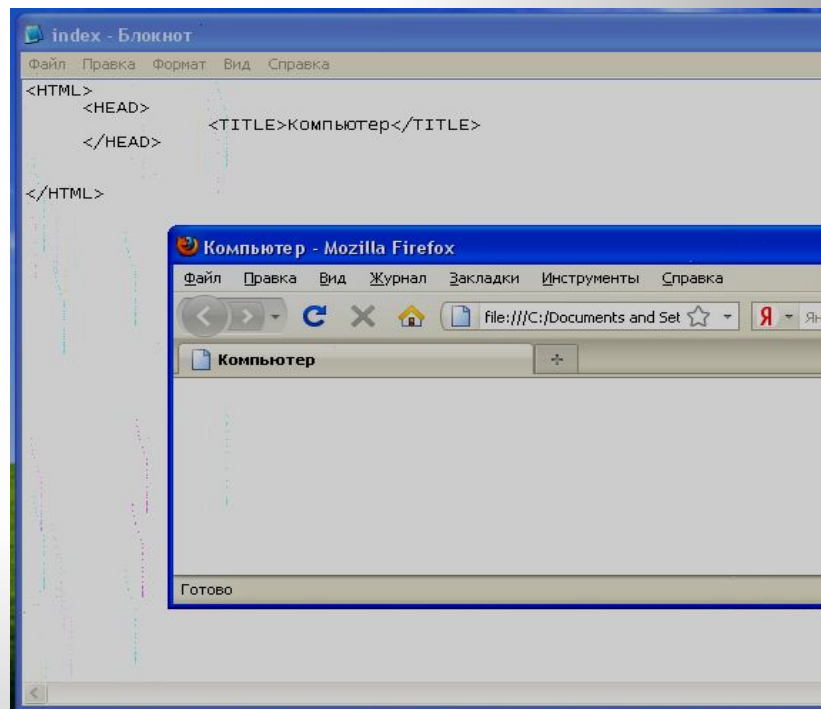 index - Блокнот
Файл Правка Формат Вид Справка
<HTML>
<HEAD>
<TITLE>Компьютер</TITLE>
</HEAD>
</HTML>
Компьютер - Mozilla Firefox
Файл Правка Вид Журнал Закладки Инструменты Справка
file:///C:/Documents and Set Я Ян
Компьютер
Готово